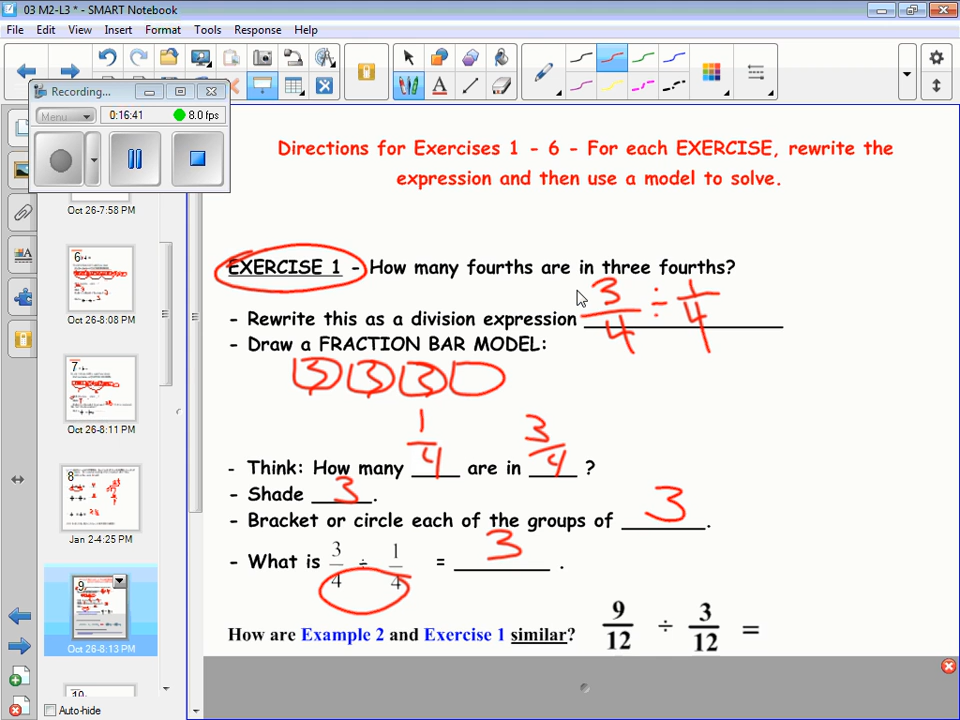 03 M2-L3 * - SMART Notebook
File Edit View Insert Format Tools Response Help
Recording...
Menu 0:16:41 8.0 fps
Oct 26-7:58 PM
6
Oct 26-8:08 PM
7
Oct 26-8:11 PM
8
Jan 2-4:25 PM
9
Oct 26-8:13 PM
10
Auto-hide
Directions for Exercises 1 - 6 - For each EXERCISE, rewrite the
expression and then use a model to solve.
EXERCISE 1 - How many fourths are in three fourths?
- Rewrite this as a division expression 3/4 ÷ 1/4
- Draw a FRACTION BAR MODEL:
- Think: How many 1/4 are in 3/4 ?
- Shade 3.
- Bracket or circle each of the groups of 3.
- What is 3/4 ÷ 1/4 = 3 .
How are Example 2 and Exercise 1 similar? 9/12 ÷ 3/12 =